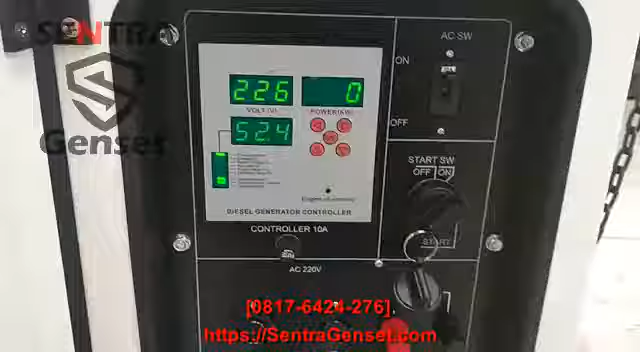 SENTRA
Genset
226
0
VOLT (V)
POWER(KW)
52.4
DIESEL GENERATOR CONTROLLER
CONTROLLER 10A
AC 220V
AC SW
ON
OFF
START SW
OFF
ON
START
[0817-6424-276]
https://SentraGenset.com